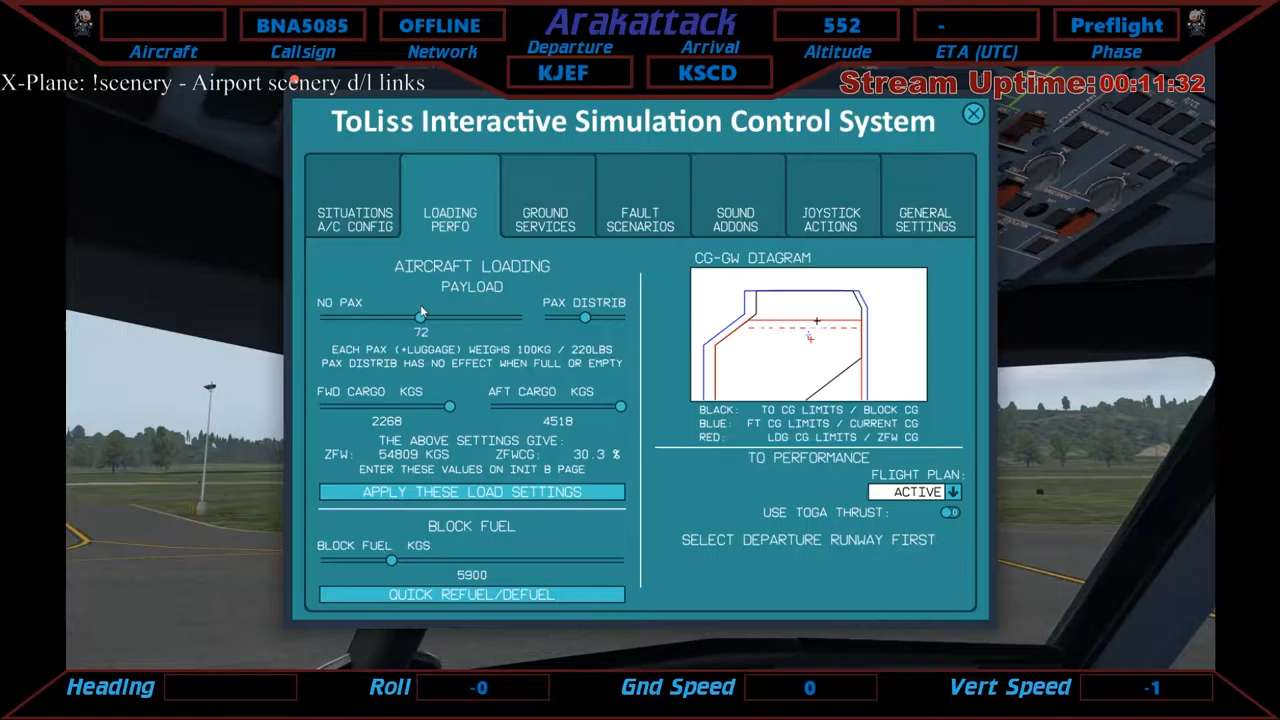 BNA5085
OFFLINE
Arakattack
552
-
Preflight
Aircraft
Callsign
Network
Departure
Arrival
Altitude
ETA (UTC)
Phase
KJEF
KSCD
X-Plane: !scenery - Airport scenery d/l links
Stream Uptime: 00:11:32
ToLiss Interactive Simulation Control System
SITUATIONS
A/C CONFIG
LOADING
PERFO
GROUND
SERVICES
FAULT
SCENARIOS
SOUND
ADDONS
JOYSTICK
ACTIONS
GENERAL
SETTINGS
AIRCRAFT LOADING
PAYLOAD
NO PAX
PAX DISTRIB
72
EACH PAX (+LUGGAGE) WEIGHS 100KG / 220LBS
PAX DISTRIB HAS NO EFFECT WHEN FULL OR EMPTY
FWD CARGO KGS
AFT CARGO KGS
2268
4518
THE ABOVE SETTINGS GIVE:
ZFW: 54809 KGS ZFWCG: 30.3 %
ENTER THESE VALUES ON INIT B PAGE
APPLY THESE LOAD SETTINGS
BLOCK FUEL
BLOCK FUEL KGS
5900
QUICK REFUEL/DEFUEL
CG-GW DIAGRAM
BLACK: TO CG LIMITS / BLOCK CG
BLUE: FT CG LIMITS / CURRENT CG
RED: LDG CG LIMITS / ZFW CG
TO PERFORMANCE
FLIGHT PLAN:
ACTIVE
USE TOGA THRUST:
SELECT DEPARTURE RUNWAY FIRST
Heading
Roll -0
Gnd Speed 0
Vert Speed -1